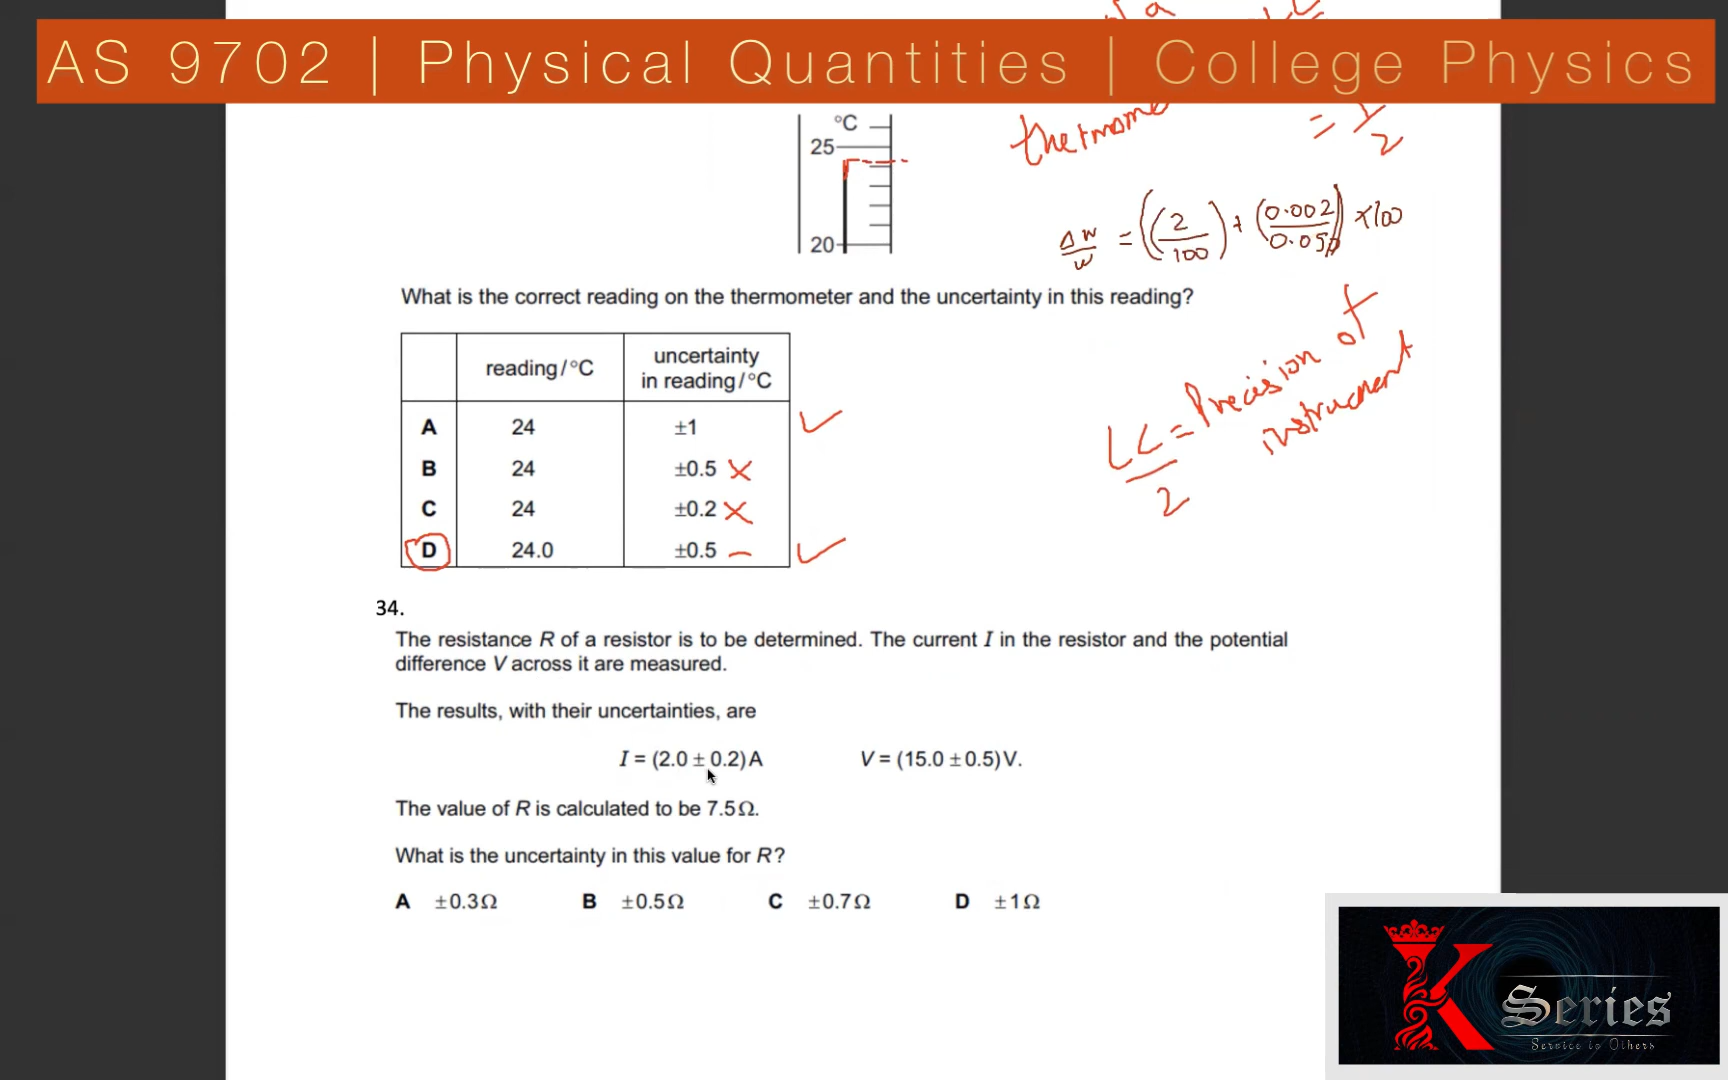 AS 9702 | Physical Quantities | College Physics
°C
25
20
thermome
= 1/2
ΔW/W = ((2/100) + (0.002/0.050)) ×100
What is the correct reading on the thermometer and the uncertainty in this reading?
reading/°C
uncertainty
in reading/°C
A 24 ±1 ✓
B 24 ±0.5 ×
C 24 ±0.2 ×
D 24.0 ±0.5 – ✓
LC/2 = Precision of
instrument
34.
The resistance R of a resistor is to be determined. The current I in the resistor and the potential
difference V across it are measured.
The results, with their uncertainties, are
I = (2.0 ± 0.2) A V = (15.0 ± 0.5) V.
The value of R is calculated to be 7.5 Ω.
What is the uncertainty in this value for R?
A ±0.3 Ω B ±0.5 Ω C ±0.7 Ω D ±1 Ω
K Series
Service to Others